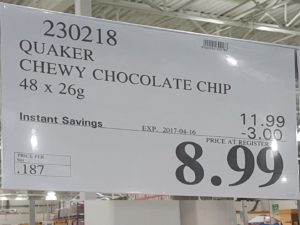 230218
QUAKER
CHEWY CHOCOLATE CHIP
48 x 26g
11.99
Instant Savings EXP. 2017-04-16 -3.00
PRICE AT REGISTER
8.99
PRICE PER
.187